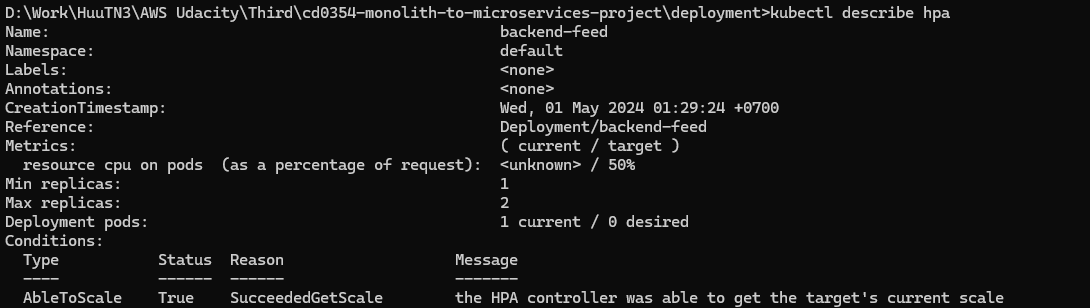 D:\Work\HuuTN3\AWS Udacity\Third\cd0354-monolith-to-microservices-project\deployment>kubectl describe hpa
Name: backend-feed
Namespace: default
Labels: <none>
Annotations: <none>
CreationTimestamp: Wed, 01 May 2024 01:29:24 +0700
Reference: Deployment/backend-feed
Metrics: ( current / target )
resource cpu on pods (as a percentage of request): <unknown> / 50%
Min replicas: 1
Max replicas: 2
Deployment pods: 1 current / 0 desired
Conditions:
Type Status Reason Message
---- ------ ------ -------
AbleToScale True SucceededGetScale the HPA controller was able to get the target's current scale